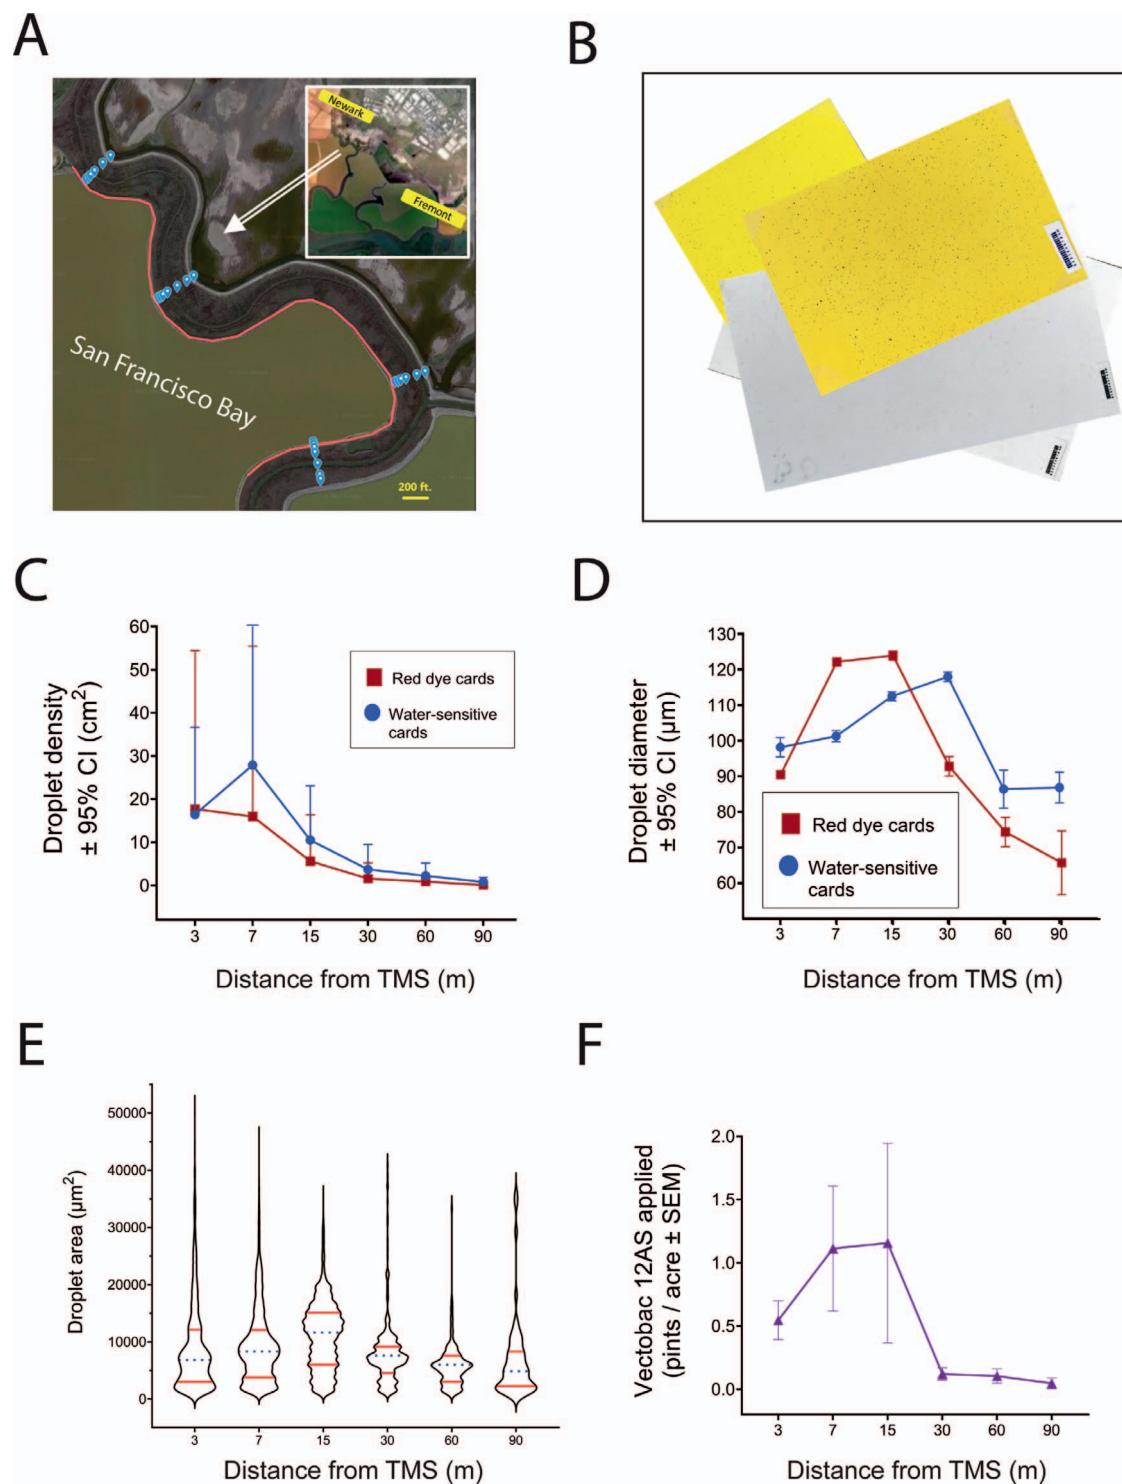 A
Newark
Fremont
San Francisco Bay
200 ft.
B
C
Droplet density
± 95% CI (cm²)
60
50
40
30
20
10
0
Red dye cards
Water-sensitive
cards
3 7 15 30 60 90
Distance from TMS (m)
D
Droplet diameter
± 95% CI (µm)
130
120
110
100
90
80
70
60
Red dye cards
Water-sensitive
cards
3 7 15 30 60 90
Distance from TMS (m)
E
Droplet area (µm²)
50000
40000
30000
20000
10000
0
3 7 15 30 60 90
Distance from TMS (m)
F
Vectobac 12AS applied
(pints / acre ± SEM)
2.0
1.5
1.0
0.5
0.0
3 7 15 30 60 90
Distance from TMS (m)